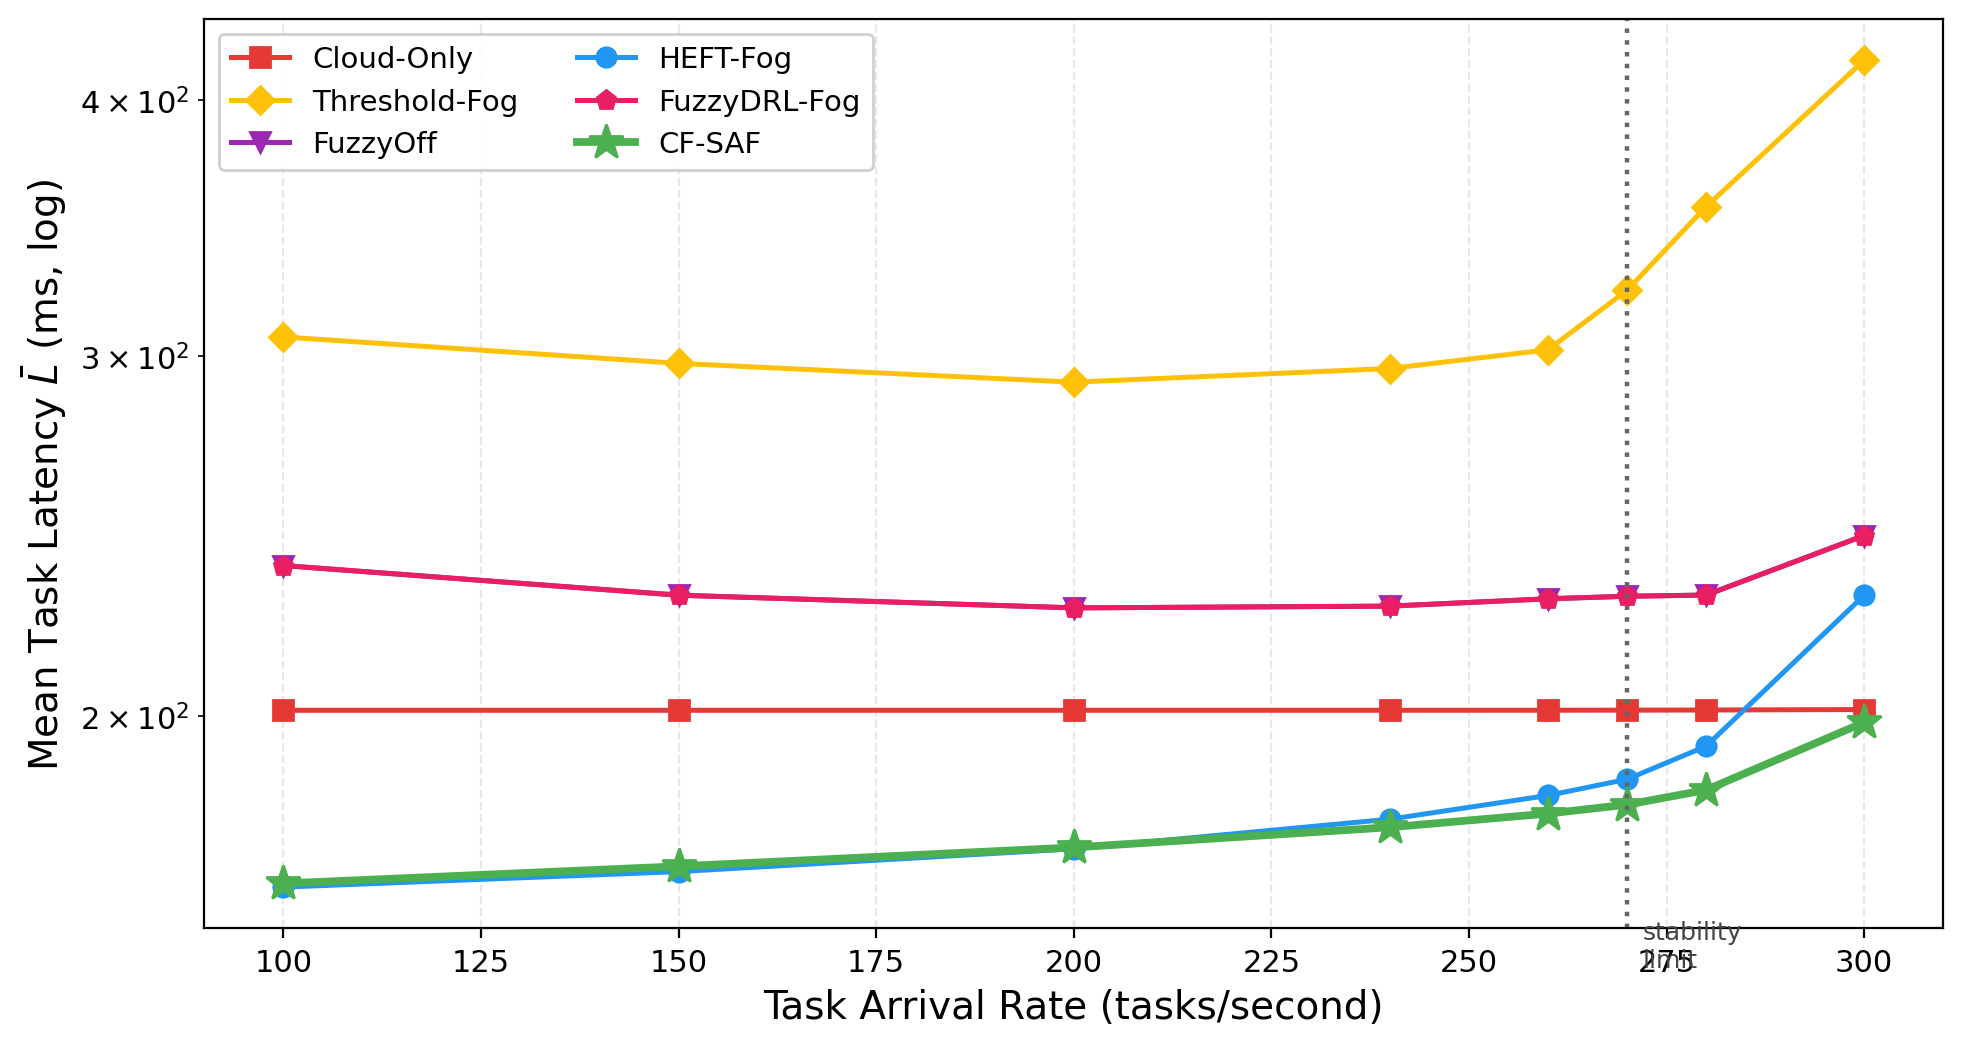 Cloud-Only
Threshold-Fog
FuzzyOff
HEFT-Fog
FuzzyDRL-Fog
CF-SAF
Mean Task Latency L̄ (ms, log)
4 × 10²
3 × 10²
2 × 10²
stability
limit
100 125 150 175 200 225 250 275 300
Task Arrival Rate (tasks/second)